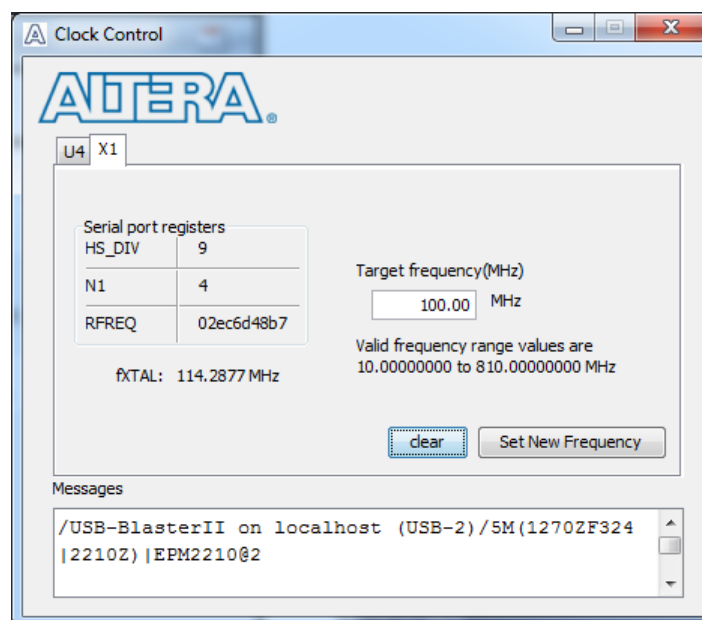 Clock Control
ALTERA®
U4 X1
Serial port registers
HS_DIV 9
N1 4
RFREQ 02ec6d48b7
fXTAL: 114.2877 MHz
Target frequency(MHz)
100.00 MHz
Valid frequency range values are
10.00000000 to 810.00000000 MHz
clear Set New Frequency
Messages
/USB-BlasterII on localhost (USB-2)/5M(1270ZF324
|2210Z)|EPM2210@2